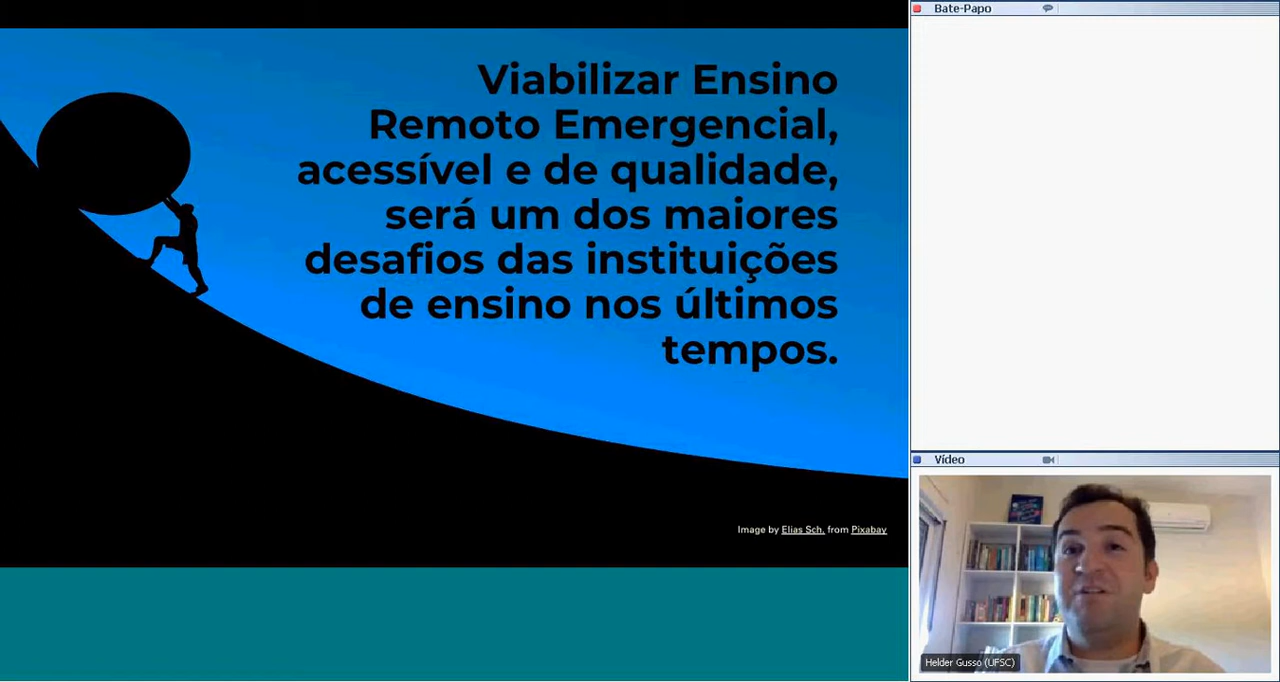 Viabilizar Ensino
Remoto Emergencial,
acessível e de qualidade,
será um dos maiores
desafios das instituições
de ensino nos últimos
tempos.
Image by Elias Sch. from Pixabay
Bate-Papo
Vídeo
Helder Gusso (UFSC)